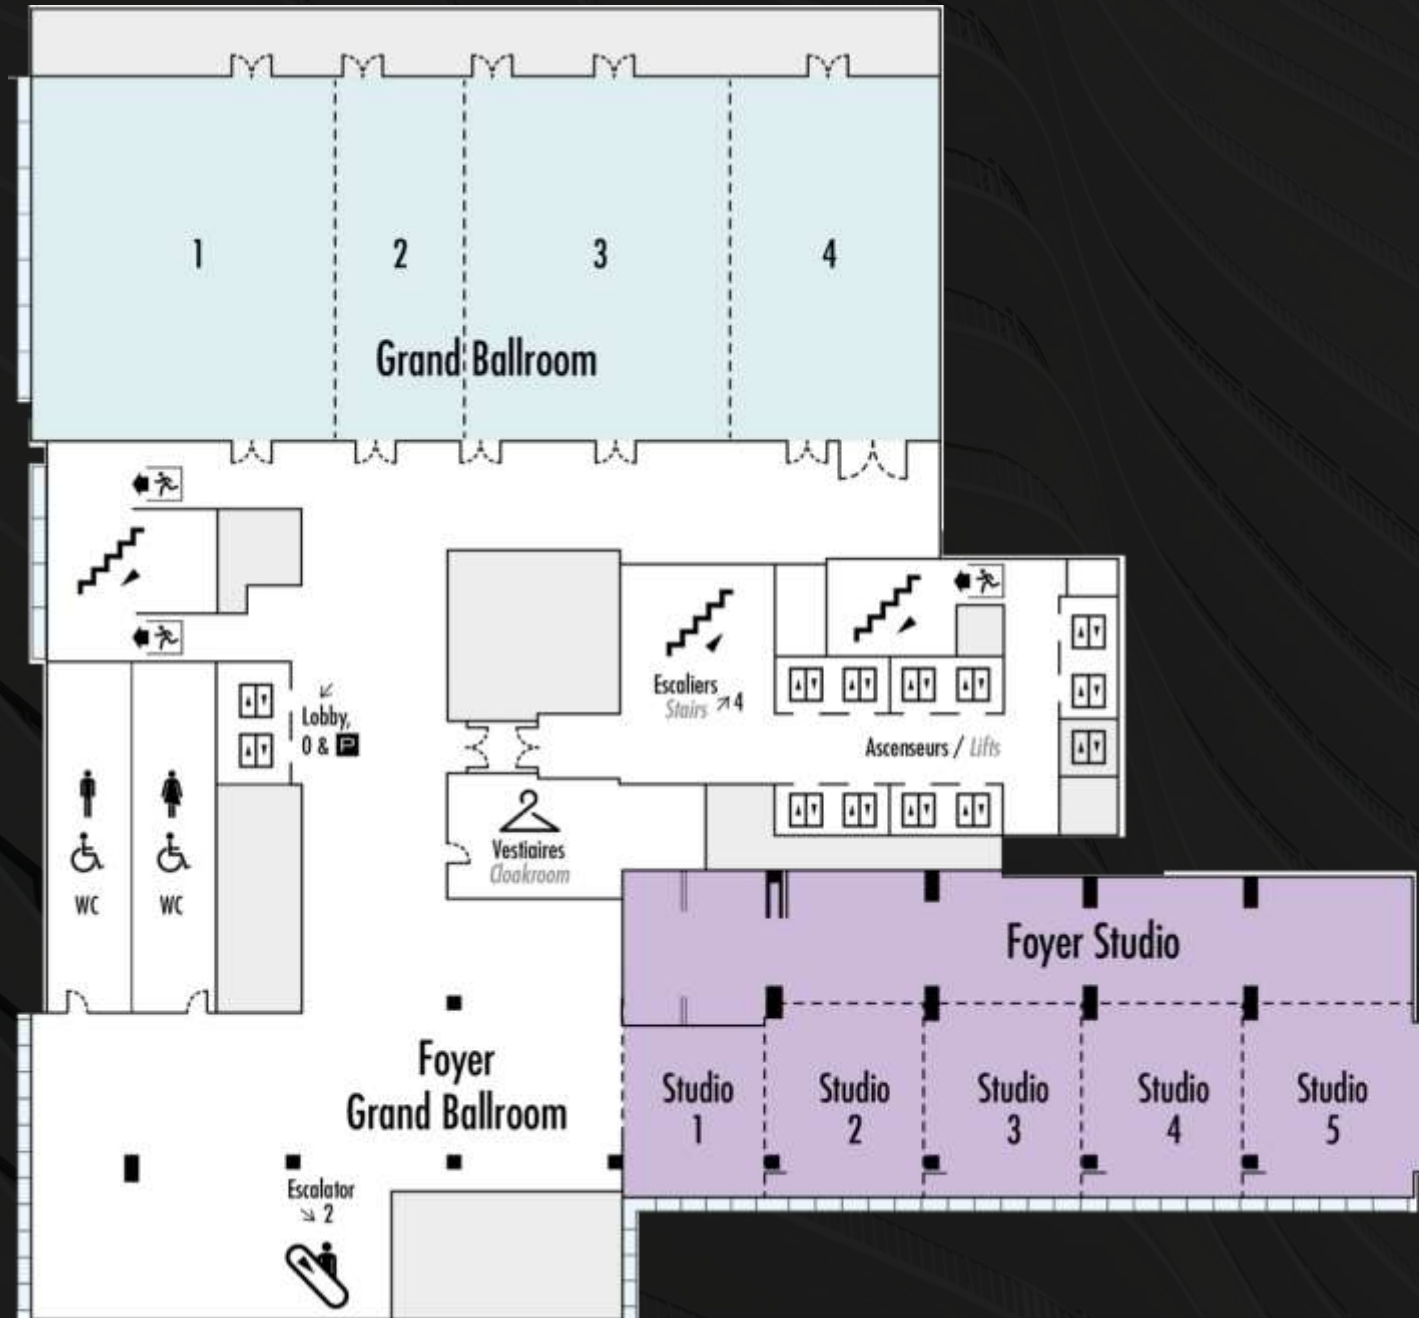 1
2
3
4
Grand Ballroom
Escaliers
Stairs ↗ 4
↙
Lobby,
0 & P
Ascenseurs / Lifts
Vestiaires
Cloakroom
WC
WC
Foyer Studio
Foyer
Grand Ballroom
Studio
1
Studio
2
Studio
3
Studio
4
Studio
5
Escalator
↘ 2